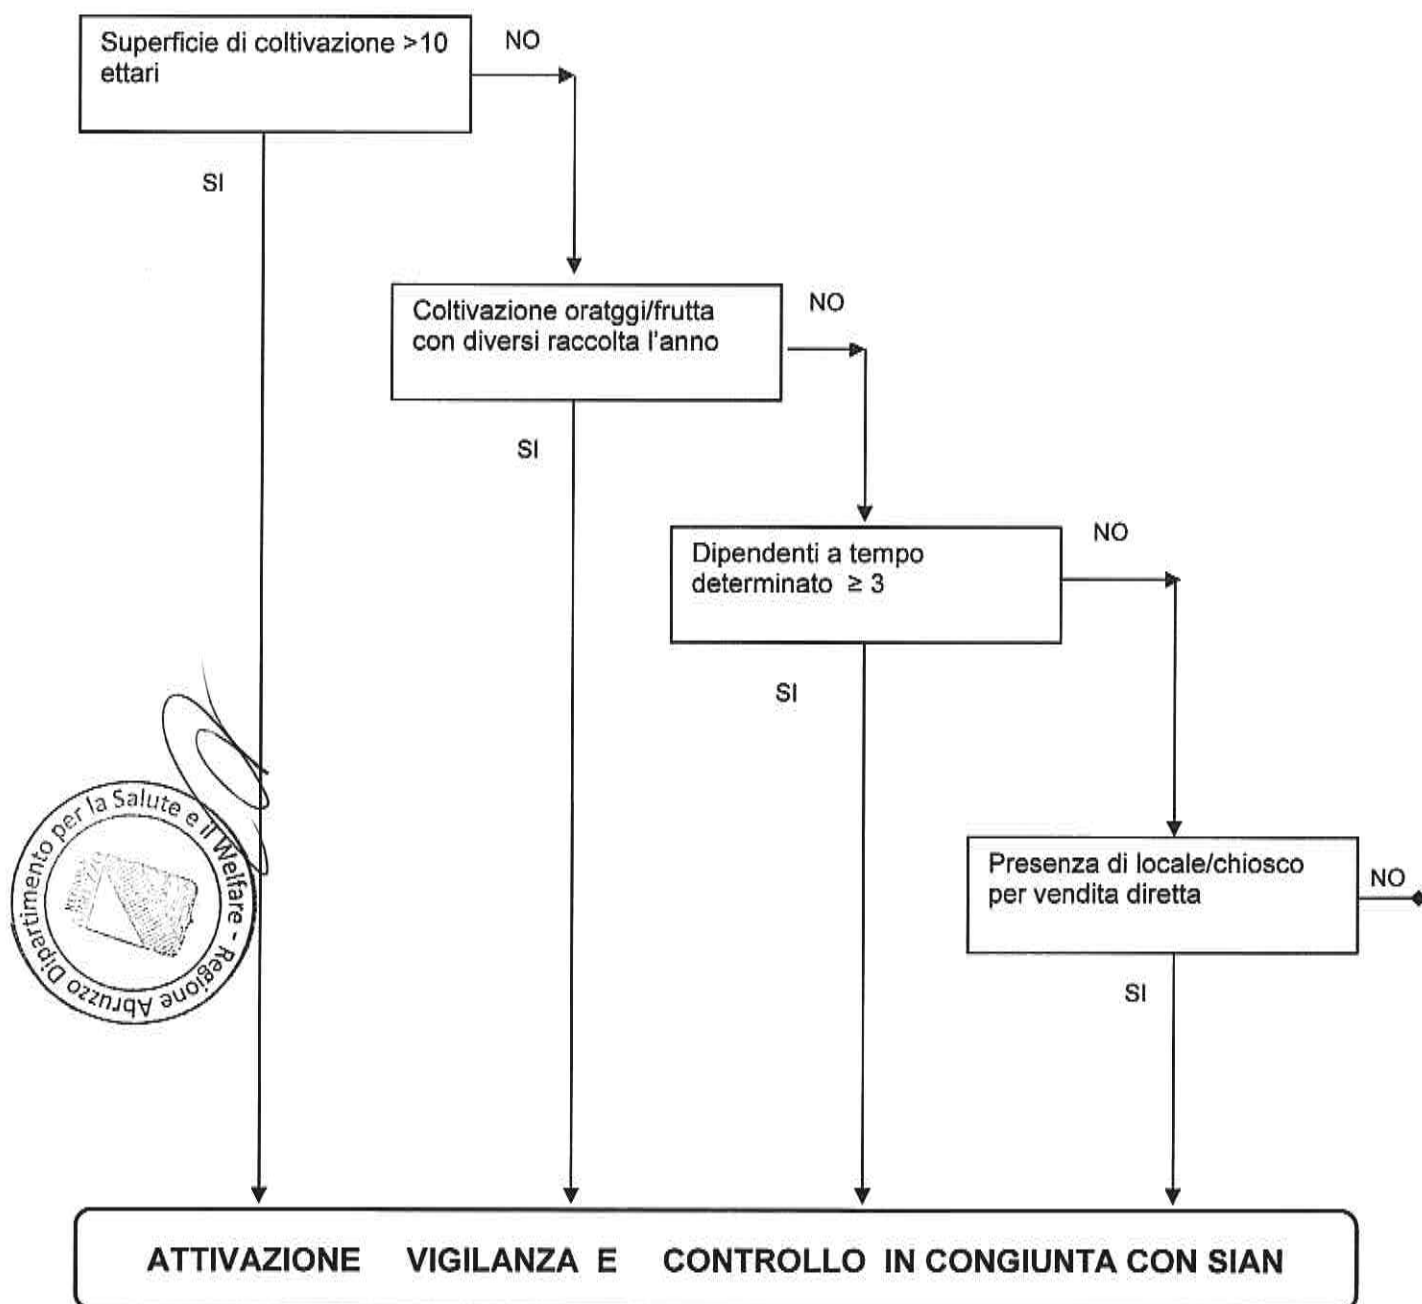 Superficie di coltivazione >10
ettari
NO
SI
Coltivazione oratggi/frutta
con diversi raccolta l'anno
NO
SI
Dipendenti a tempo
determinato ≥ 3
NO
SI
Presenza di locale/chiosco
per vendita diretta
NO
SI
Dipartimento per la Salute e il Welfare - Regione Abruzzo
ATTIVAZIONE VIGILANZA E CONTROLLO IN CONGIUNTA CON SIAN